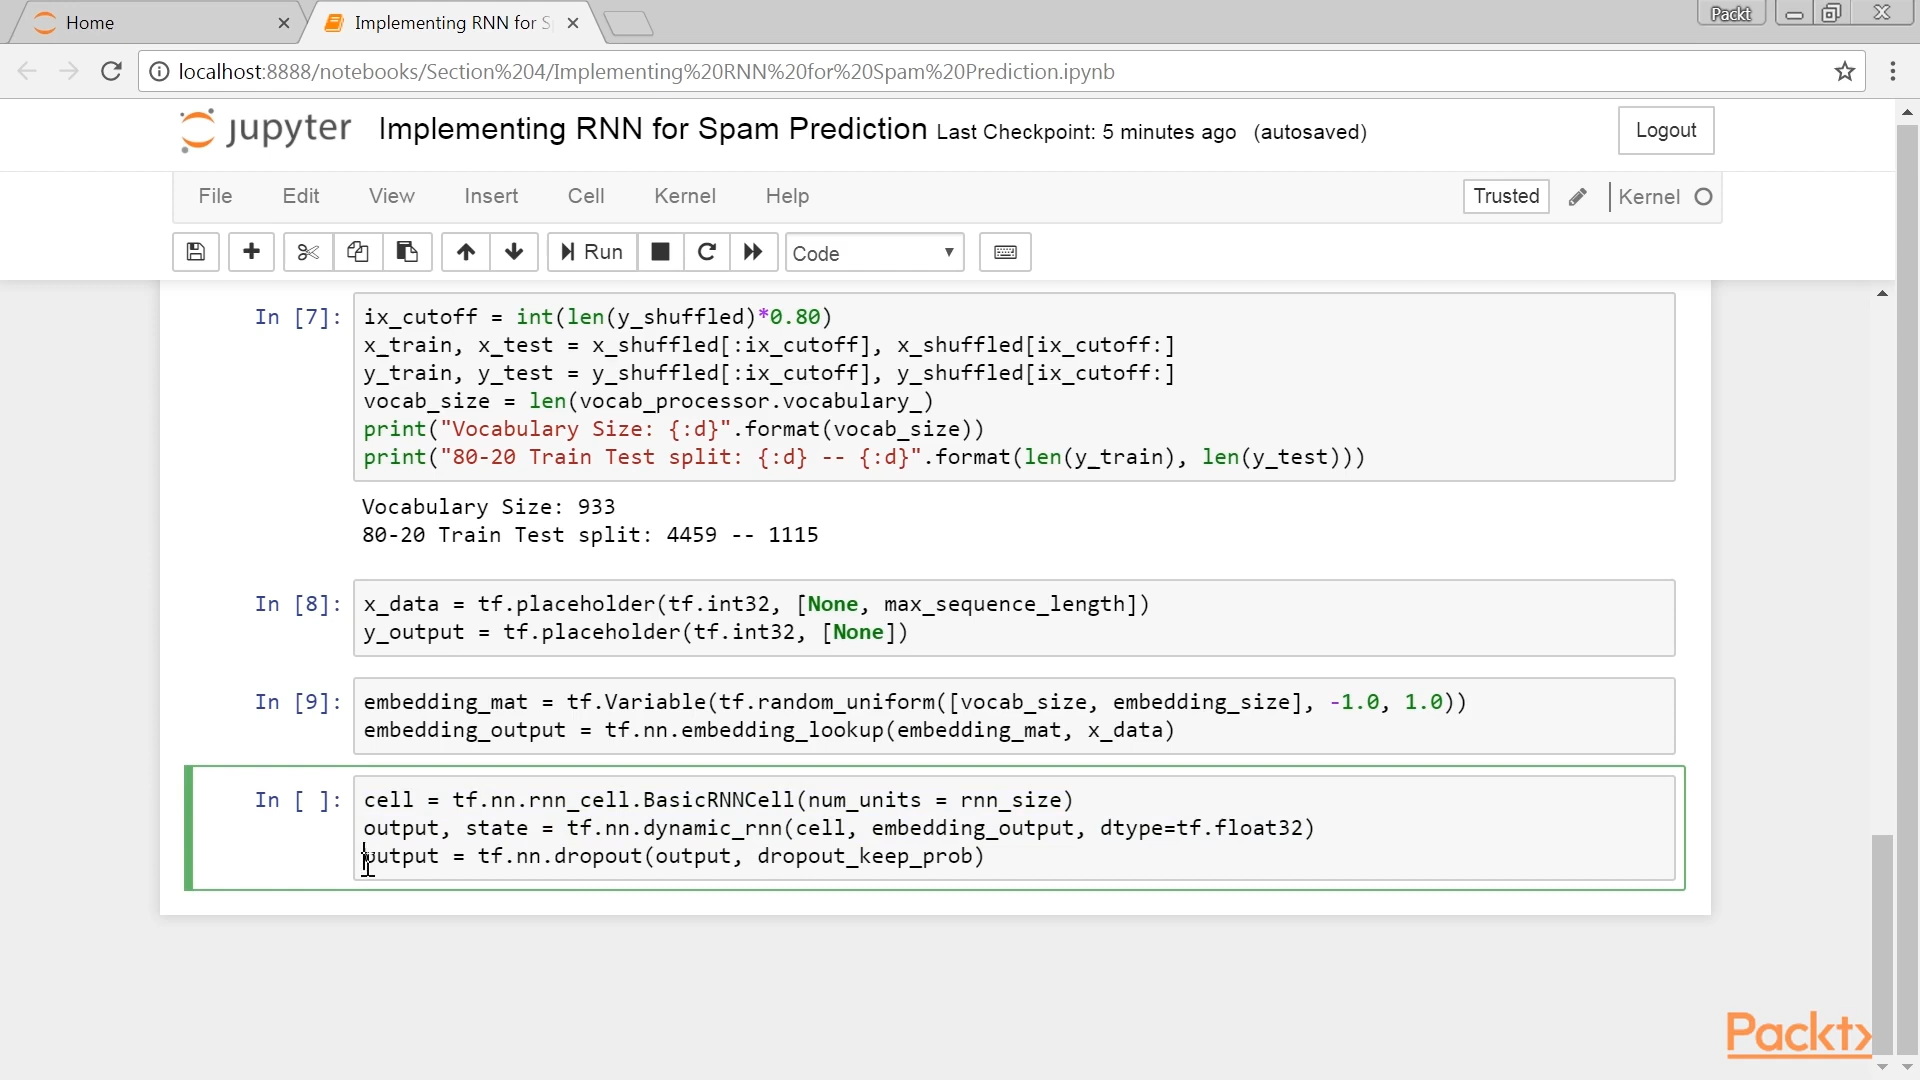 Home
Implementing RNN for S
Packt
localhost:8888/notebooks/Section%204/Implementing%20RNN%20for%20Spam%20Prediction.ipynb
jupyter Implementing RNN for Spam Prediction Last Checkpoint: 5 minutes ago (autosaved)
Logout
File Edit View Insert Cell Kernel Help
Trusted
Kernel
Run
Code
In [7]: ix_cutoff = int(len(y_shuffled)*0.80)
x_train, x_test = x_shuffled[:ix_cutoff], x_shuffled[ix_cutoff:]
y_train, y_test = y_shuffled[:ix_cutoff], y_shuffled[ix_cutoff:]
vocab_size = len(vocab_processor.vocabulary_)
print("Vocabulary Size: {:d}".format(vocab_size))
print("80-20 Train Test split: {:d} -- {:d}".format(len(y_train), len(y_test)))
Vocabulary Size: 933
80-20 Train Test split: 4459 -- 1115
In [8]: x_data = tf.placeholder(tf.int32, [None, max_sequence_length])
y_output = tf.placeholder(tf.int32, [None])
In [9]: embedding_mat = tf.Variable(tf.random_uniform([vocab_size, embedding_size], -1.0, 1.0))
embedding_output = tf.nn.embedding_lookup(embedding_mat, x_data)
In [ ]: cell = tf.nn.rnn_cell.BasicRNNCell(num_units = rnn_size)
output, state = tf.nn.dynamic_rnn(cell, embedding_output, dtype=tf.float32)
output = tf.nn.dropout(output, dropout_keep_prob)
Packt